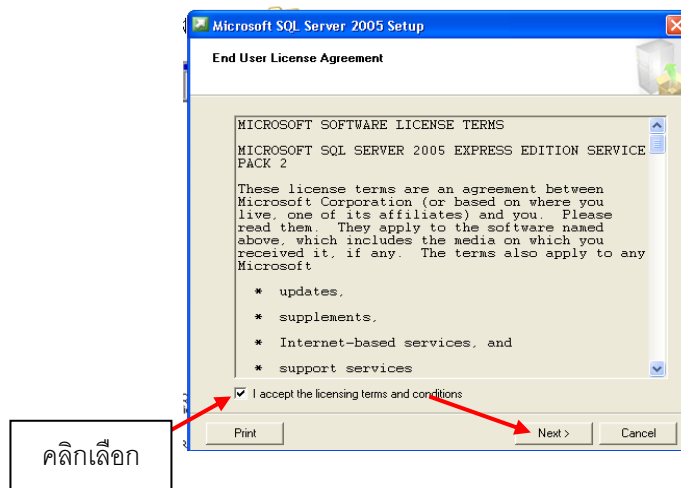 Microsoft SQL Server 2005 Setup
End User License Agreement
MICROSOFT SOFTWARE LICENSE TERMS
MICROSOFT SQL SERVER 2005 EXPRESS EDITION SERVICE
PACK 2
These license terms are an agreement between
Microsoft Corporation (or based on where you
live, one of its affiliates) and you. Please
read them. They apply to the software named
above, which includes the media on which you
received it, if any. The terms also apply to any
Microsoft
* updates,
* supplements,
* Internet-based services, and
* support services
I accept the licensing terms and conditions
Print
Next >
Cancel
คลิกเลือก